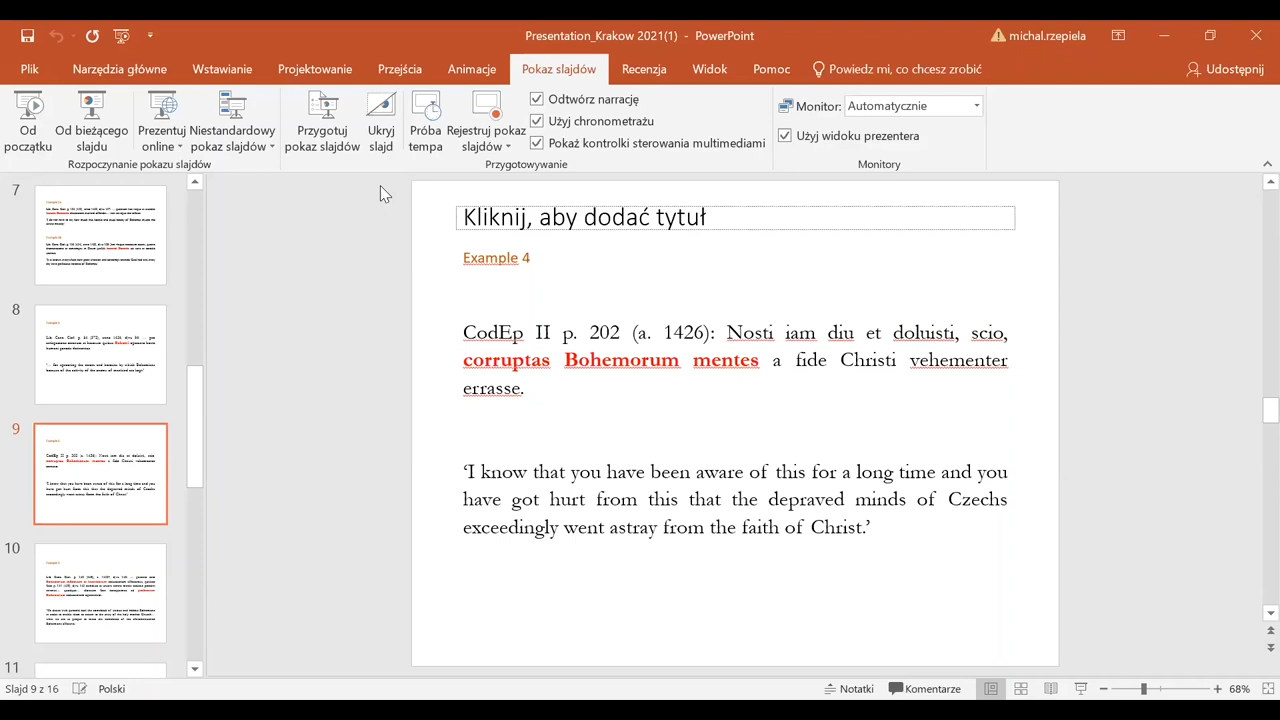 Presentation_Krakow 2021(1) - PowerPoint
michal.rzepiela
Plik Narzędzia główne Wstawianie Projektowanie Przejścia Animacje Pokaz slajdów Recenzja Widok Pomoc Powiedz mi, co chcesz zrobić Udostępnij
Od początku
Od bieżącego slajdu
Prezentuj online
Niestandardowy pokaz slajdów
Rozpoczynanie pokazu slajdów
Przygotuj pokaz slajdów
Ukryj slajd
Próba tempa
Rejestruj pokaz slajdów
Odtwórz narrację
Użyj chronometrażu
Pokaż kontrolki sterowania multimediami
Przygotowywanie
Monitor: Automatycznie
Użyj widoku prezentera
Monitory
7
8
9
10
11
Kliknij, aby dodać tytuł
Example 4
CodEp II p. 202 (a. 1426): Nosti iam diu et doluisti, scio,
corruptas Bohemorum mentes a fide Christi vehementer
errasse.
‘I know that you have been aware of this for a long time and you
have got hurt from this that the depraved minds of Czechs
exceedingly went astray from the faith of Christ.’
Slajd 9 z 16 Polski Notatki Komentarze 68%